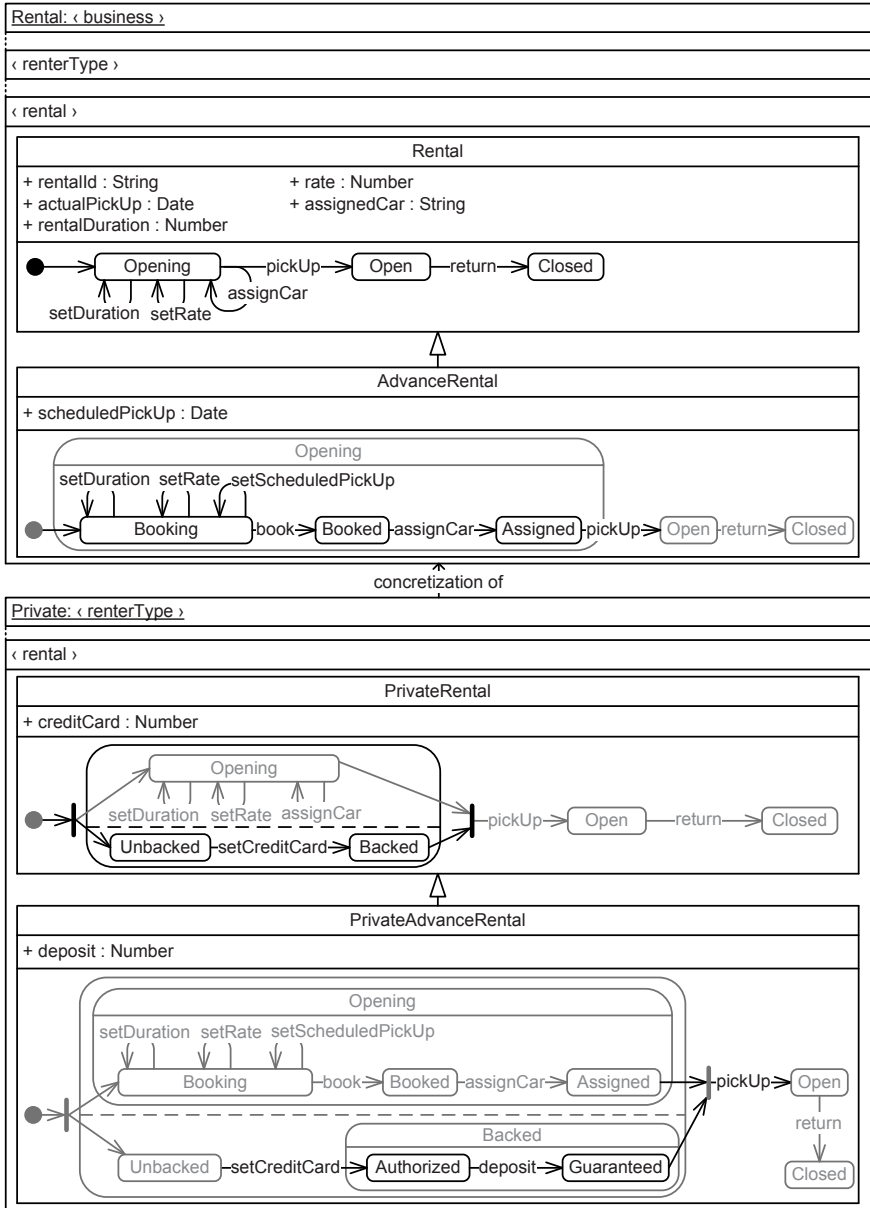 Rental: ‹ business ›
‹ renterType ›
‹ rental ›
Rental
+ rentalId : String + rate : Number
+ actualPickUp : Date + assignedCar : String
+ rentalDuration : Number
Opening pickUp Open return Closed
assignCar
setDuration setRate
AdvanceRental
+ scheduledPickUp : Date
Opening
setDuration setRate setScheduledPickUp
Booking book Booked assignCar Assigned pickUp Open return Closed
concretization of
Private: ‹ renterType ›
‹ rental ›
PrivateRental
+ creditCard : Number
Opening
setDuration setRate assignCar
pickUp Open return Closed
Unbacked setCreditCard Backed
PrivateAdvanceRental
+ deposit : Number
Opening
setDuration setRate setScheduledPickUp
Booking book Booked assignCar Assigned pickUp Open
return
Backed
Unbacked setCreditCard Authorized deposit Guaranteed
Closed